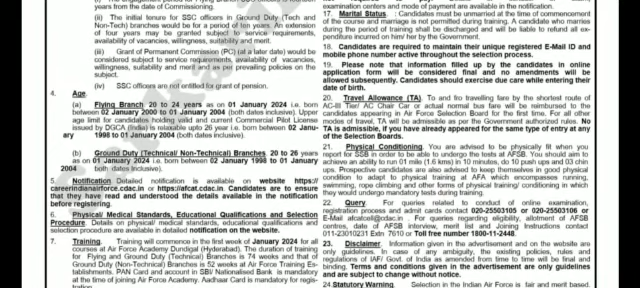 years from the date of Commission.
(ii) The initial tenure for SSC officers in Ground Duty (Tech and
Non-Tech) branches would be for a period of ten years. An extension
of four years may be granted subject to service requirements,
availability of vacancies, willingness, suitability and merit.
(iii) Grant of Permanent Commission (PC) (at a later date) would be
considered subject to service requirements, availability of vacancies,
willingness, suitability and merit and as per prevailing policies on the
subject.
(iv) SSC officers are not entitled for grant of pension.
4. Age.
(a) Flying Branch 20 to 24 years as on 01 January 2024 i.e. born
between 02 January 2000 to 01 January 2004 (both dates inclusive). Upper
age limit for candidates holding valid and current Commercial Pilot License
issued by DGCA (India) is relaxable upto 26 year i.e. born between 02 Janu-
ary 1998 to 01 January 2004 (both dates inclusive).
(b) Ground Duty (Technical/ Non-Technical) Branches 20 to 26
years as on 01 January 2024 i.e. born between 02 January 1998 to 01 January
2004 both dates inclusive).
5. Notification Detailed notification is available on website https://
careerindianairforce.cdac.in or https://afcat.cdac.in. Candidates are to ensure
that they have read and understood the details available in the notification
before registering.
6. Physical/ Medical Standards, Educational Qualifications and Selection
Procedure. Details on physical/ medical standards, educational qualifications and
selection procedure are available in detailed notification on the website.
7. Training. Training will commence in the first week of January 2024 for all
courses at Air Force Academy Dundigal (Hyderabad). The duration of training
for Flying and Ground Duty (Technical) Branches is 74 weeks and that of
Ground Duty (Non-Technical) Branches is 52 weeks at Air Force Training Es-
tablishments. PAN Card and account in SBI/ Nationalised Bank is mandatory
at the time of joining Air Force Academy. Aadhaar Card is mandatory for regis-
tration
examination centers and mode of payment are available in the notification.
17. Marital Status. : Candidates must be unmarried at the time of commencement
of the course and marriage is not permitted during training. A candidate who marries
during the period of training shall be discharged and will be liable to refund all ex-
penditure incurred on him/ her by the Government.
18. Candidates are required to maintain their unique registered E-Mail ID and
mobile phone number active throughout the selection process.
19. Please note that information filled up by the candidates in online
application form will be considered final and no amendments will be
allowed subsequently. Candidates should exercise due care while entering their
date of birth.
20. Travel Allowance (TA). To and fro travelling fare by the shortest route of
AC-III Tier/ AC Chair Car or actual normal bus fare will be reimbursed to the
candidates appearing in Air Force Selection Board for the first time. For all other
modes of travel, TA will be admissible as per the Government authorized rules. No
TA is admissible, if you have already appeared for the same type of entry at any
of the Selection Boards.
21. Physical Conditioning. You are advised to be physically fit when you
report for SSB in order to be able to undergo the tests at AFSB. You should aim to
achieve an ability to run 01 mile (1.6 kms) in 10 minutes, do 10 push ups and 03 chin
ups. Prospective candidates are also advised to keep themselves in good physical
condition to adapt to physical training at AFA which encompasses running,
swimming, rope climbing and other forms of physical training/ conditioning in which
they would undergo mandatory tests during training.
22. Query. For queries related to conduct of online examination,
registration process and admit cards contact 020-25503105 or 020-25503106 or
E-Mail afcatcell@cdac.in . For queries regarding eligibility, allotment of AFSB
centres, date of AFSB interview, merit list and Joining Instructions contact
011-23010231 Extn 7610 or Toll free number 1800-11-2448.
23. Disclaimer. Information given in the advertisement and on the website are
only guidelines. In case of any ambiguity, the existing policies, rules and
regulations of IAF/ Govt. of India as amended from time to time will be final and
binding. Terms and conditions given in the advertisement are only guidelines
and are subject to change without notice.
24.Statutory Warning. Selection in the Indian Air Force is fair and merit based.